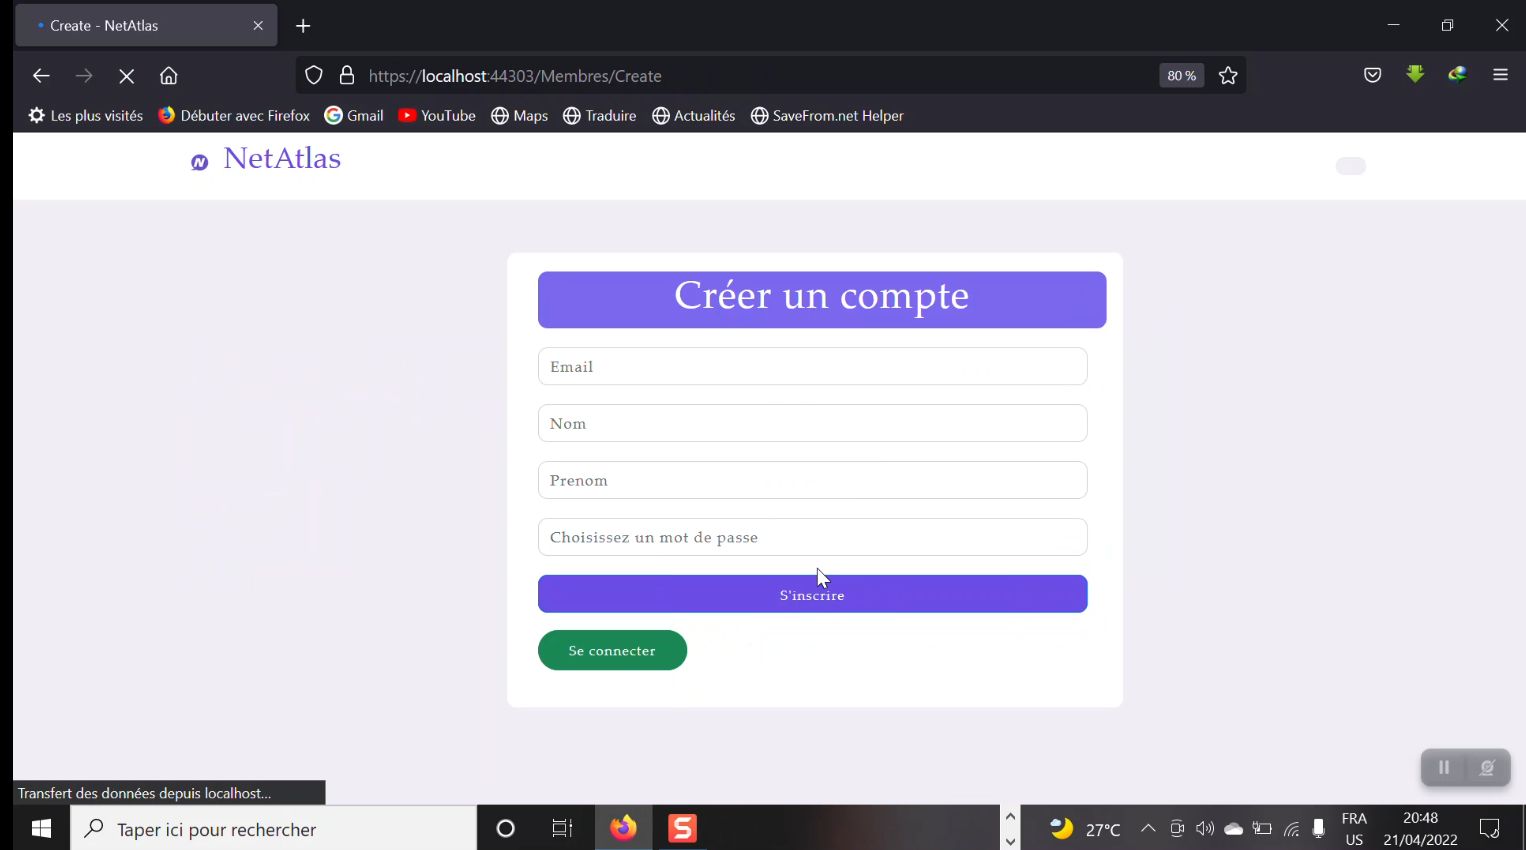 Create - NetAtlas
https://localhost:44303/Membres/Create
80 %
Les plus visités Débuter avec Firefox Gmail YouTube Maps Traduire Actualités SaveFrom.net Helper
NetAtlas
Créer un compte
Email
Nom
Prenom
Choisissez un mot de passe
S'inscrire
Se connecter
Transfert des données depuis localhost...
Taper ici pour rechercher
S
27°C
FRA
US
20:48
21/04/2022